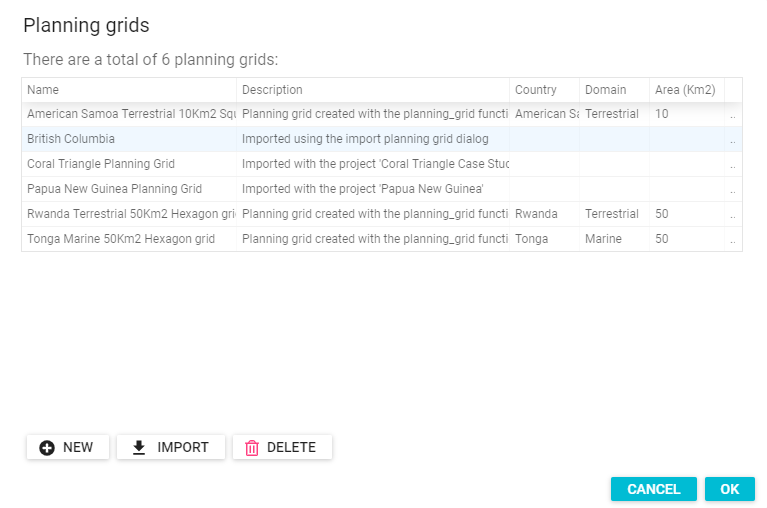 Planning grids
There are a total of 6 planning grids:
Name Description Country Domain Area (Km2)
American Samoa Terrestrial 10Km2 Squ Planning grid created with the planning_grid functi American Sa Terrestrial 10 ..
British Columbia Imported using the import planning grid dialog ..
Coral Triangle Planning Grid Imported with the project 'Coral Triangle Case Stud ..
Papua New Guinea Planning Grid Imported with the project 'Papua New Guinea' ..
Rwanda Terrestrial 50Km2 Hexagon gri Planning grid created with the planning_grid functi Rwanda Terrestrial 50 ..
Tonga Marine 50Km2 Hexagon grid Planning grid created with the planning_grid functi Tonga Marine 50 ..
NEW IMPORT DELETE
CANCEL OK